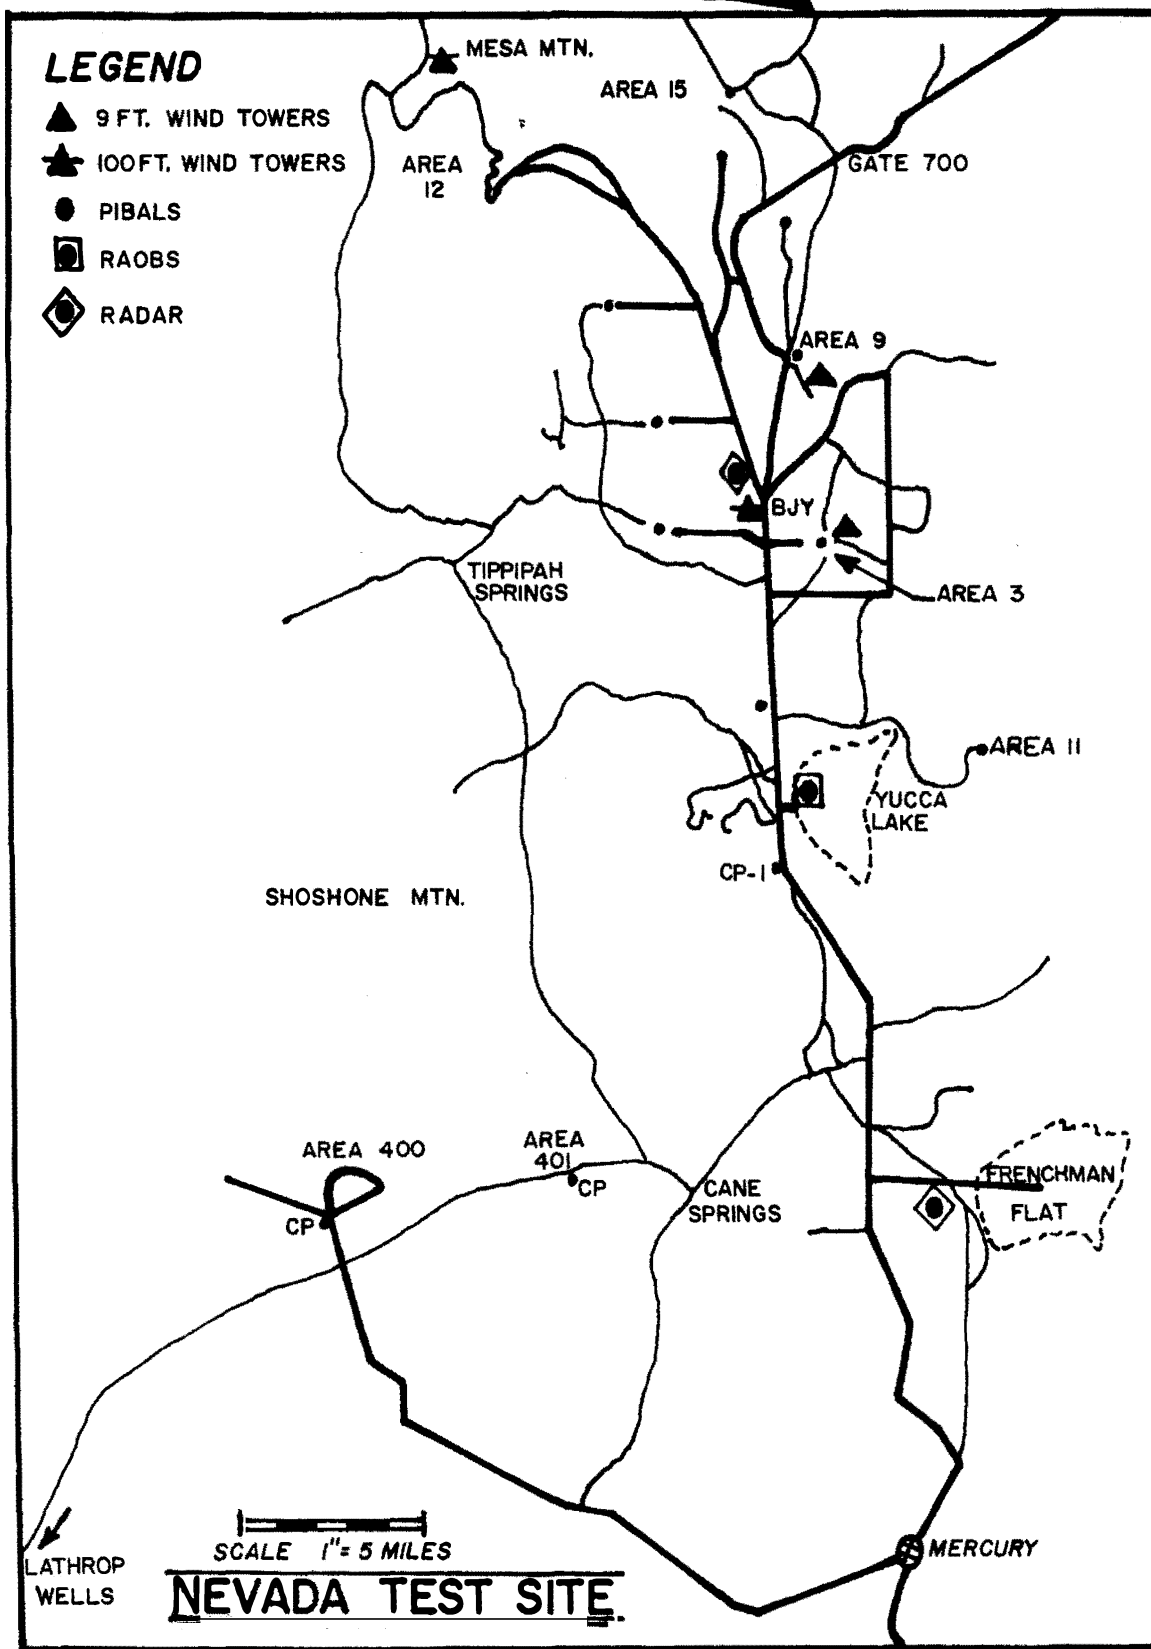 LEGEND
9 FT. WIND TOWERS
100 FT. WIND TOWERS
PIBALS
RAOBS
RADAR
MESA MTN.
AREA 15
AREA
12
GATE 700
AREA 9
BJY
TIPPIPAH
SPRINGS
AREA 3
AREA 11
YUCCA
LAKE
CP-1
SHOSHONE MTN.
AREA 400
CP
AREA
401
CP
CANE
SPRINGS
FRENCHMAN
FLAT
LATHROP
WELLS
SCALE 1"= 5 MILES
NEVADA TEST SITE.
MERCURY